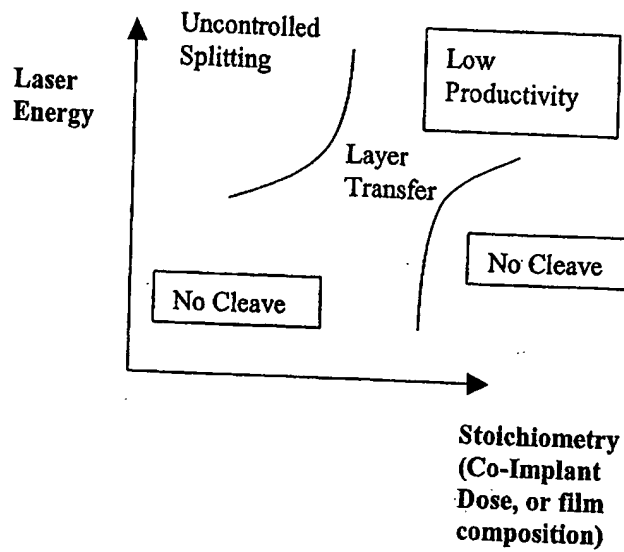 Uncontrolled
Splitting
Laser
Energy
Low
Productivity
Layer
Transfer
No Cleave
No Cleave
Stoichiometry
(Co-Implant
Dose, or film
composition)